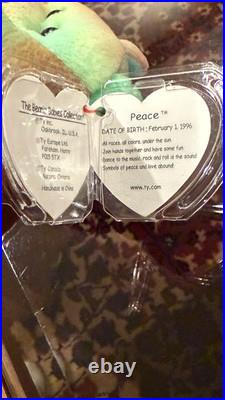 The Beanie Babies Collection
®Ty Inc.
Oakbrook, IL. U.S.A.
®Ty Europe Ltd.
Fareham, Hants
PO15 5TX
®Ty Canada
Aurora, Ontario
Handmade in China
Peace™
DATE OF BIRTH : February 1, 1996
All races, all colors, under the sun
Join hands together and have some fun
Dance to the music, rock and roll is the sound
Symbols of peace and love abound!
www.ty.com
vipauthentic.com